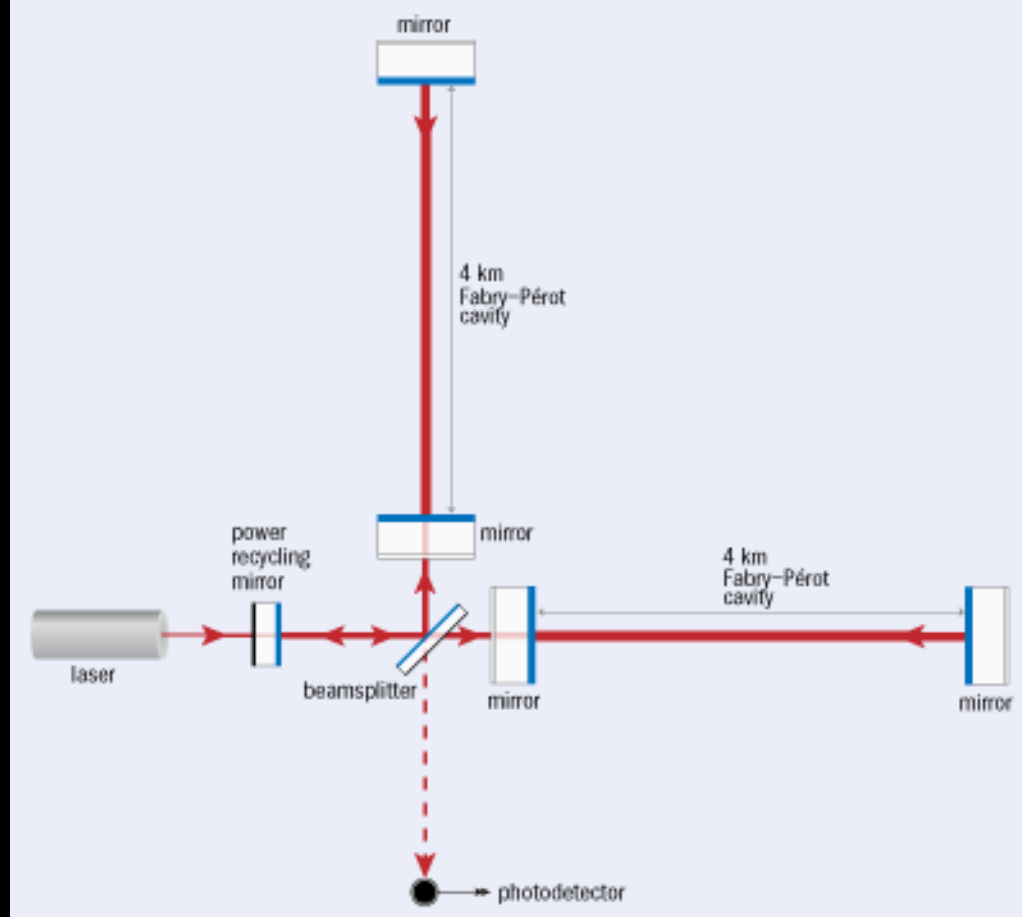 mirror
4 km
Fabry–Pérot
cavity
power
recycling
mirror
mirror
4 km
Fabry–Pérot
cavity
laser
beamsplitter
mirror
mirror
photodetector